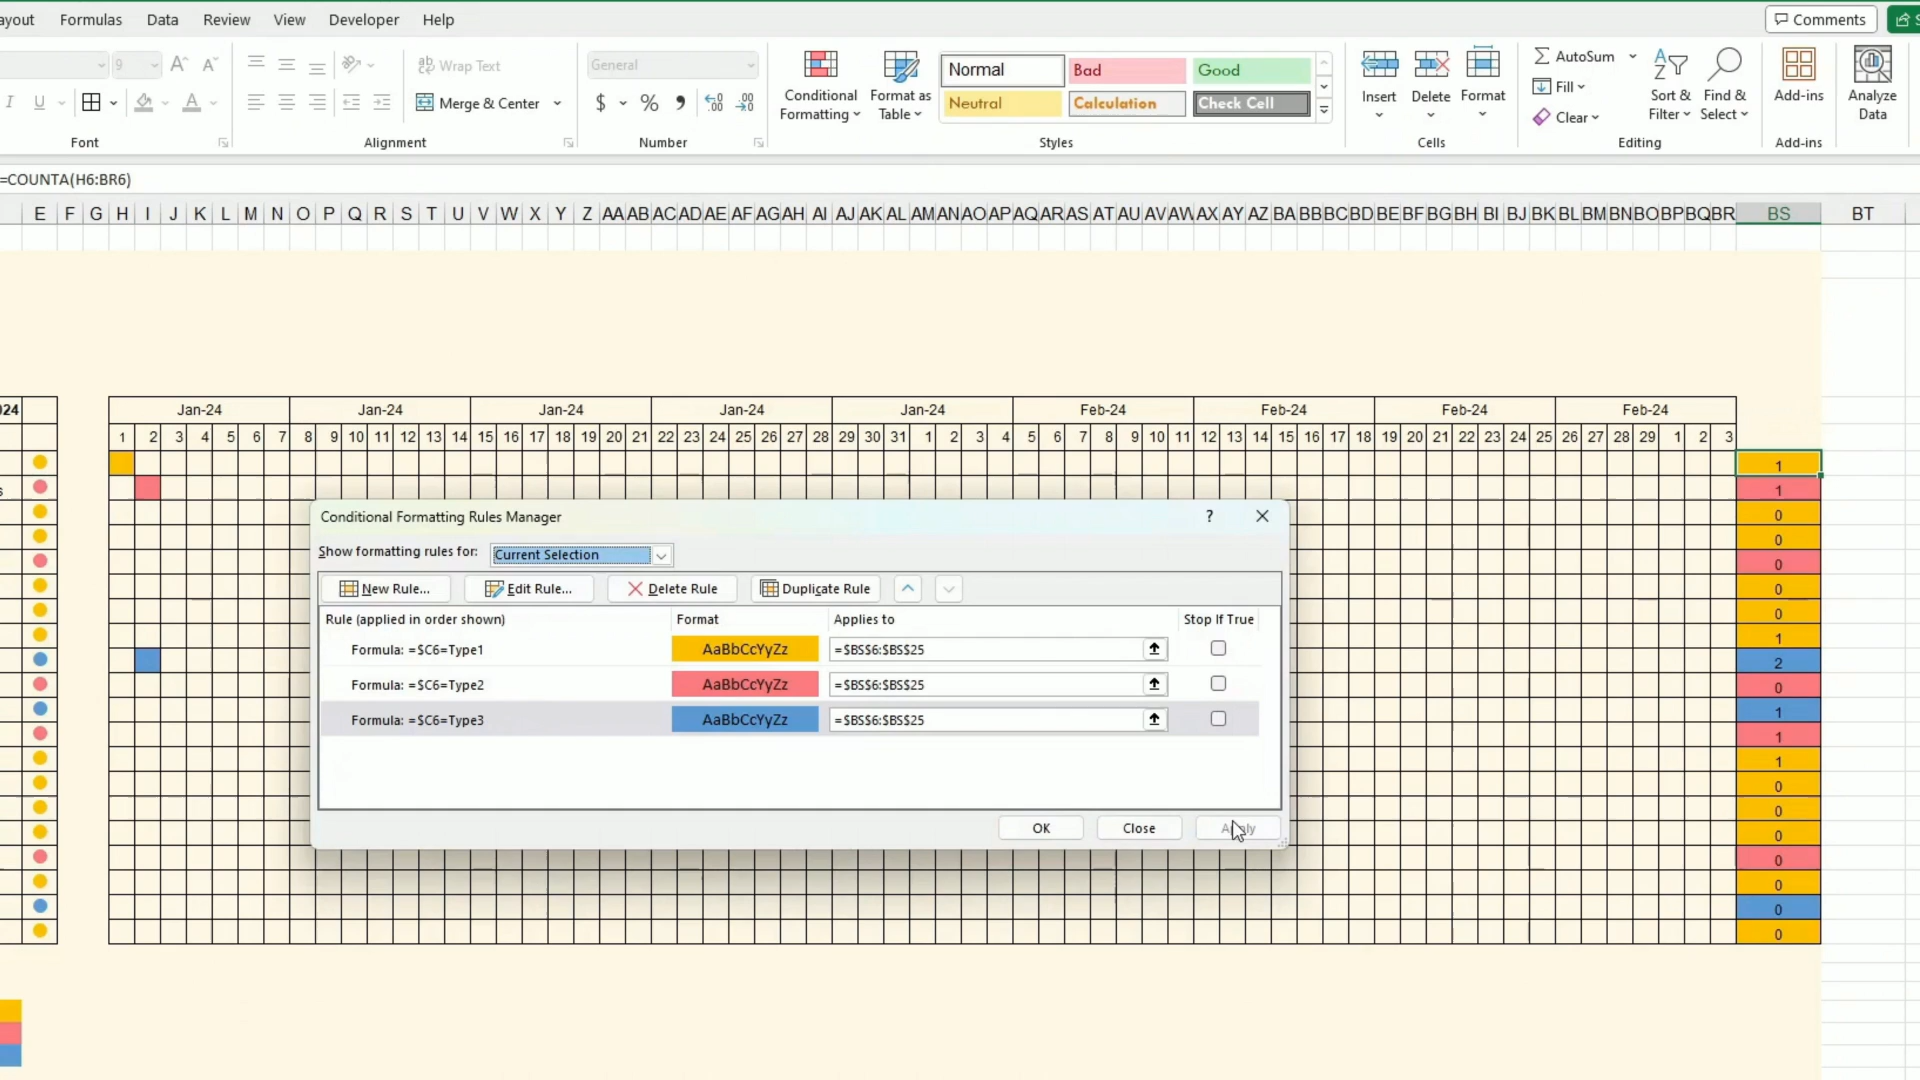 ayout Formulas Data Review View Developer Help Comments
9 A A ab Wrap Text General Conditional Formatting Format as Table Normal Bad Good Insert Delete Format AutoSum Sort & Filter Find & Select Add-ins Analyze Data
I U A Merge & Center $ % Neutral Calculation Check Cell Fill
Clear
Font Alignment Number Styles Cells Editing Add-ins
=COUNTA(H6:BR6)
E F G H I J K L M N O P Q R S T U V W X Y Z AA AB AC AD AE AF AG AH AI AJ AK AL AM AN AO AP AQ AR AS AT AU AV AW AX AY AZ BA BB BC BD BE BF BG BH BI BJ BK BL BM BN BO BP BQ BR BS BT
024 Jan-24 Jan-24 Jan-24 Jan-24 Jan-24 Feb-24 Feb-24 Feb-24 Feb-24
1 2 3 4 5 6 7 8 9 10 11 12 13 14 15 16 17 18 19 20 21 22 23 24 25 26 27 28 29 30 31 1 2 3 4 5 6 7 8 9 10 11 12 13 14 15 16 17 18 19 20 21 22 23 24 25 26 27 28 29 1 2 3
1
s 1
0
0
0
0
0
1
2
0
1
1
1
0
0
0
0
0
0
0
Conditional Formatting Rules Manager ?
Show formatting rules for: Current Selection
New Rule... Edit Rule... Delete Rule Duplicate Rule
Rule (applied in order shown) Format Applies to Stop If True
Formula: =$C6=Type1 AaBbCcYyZz =$BS$6:$BS$25
Formula: =$C6=Type2 AaBbCcYyZz =$BS$6:$BS$25
Formula: =$C6=Type3 AaBbCcYyZz =$BS$6:$BS$25
OK Close Apply